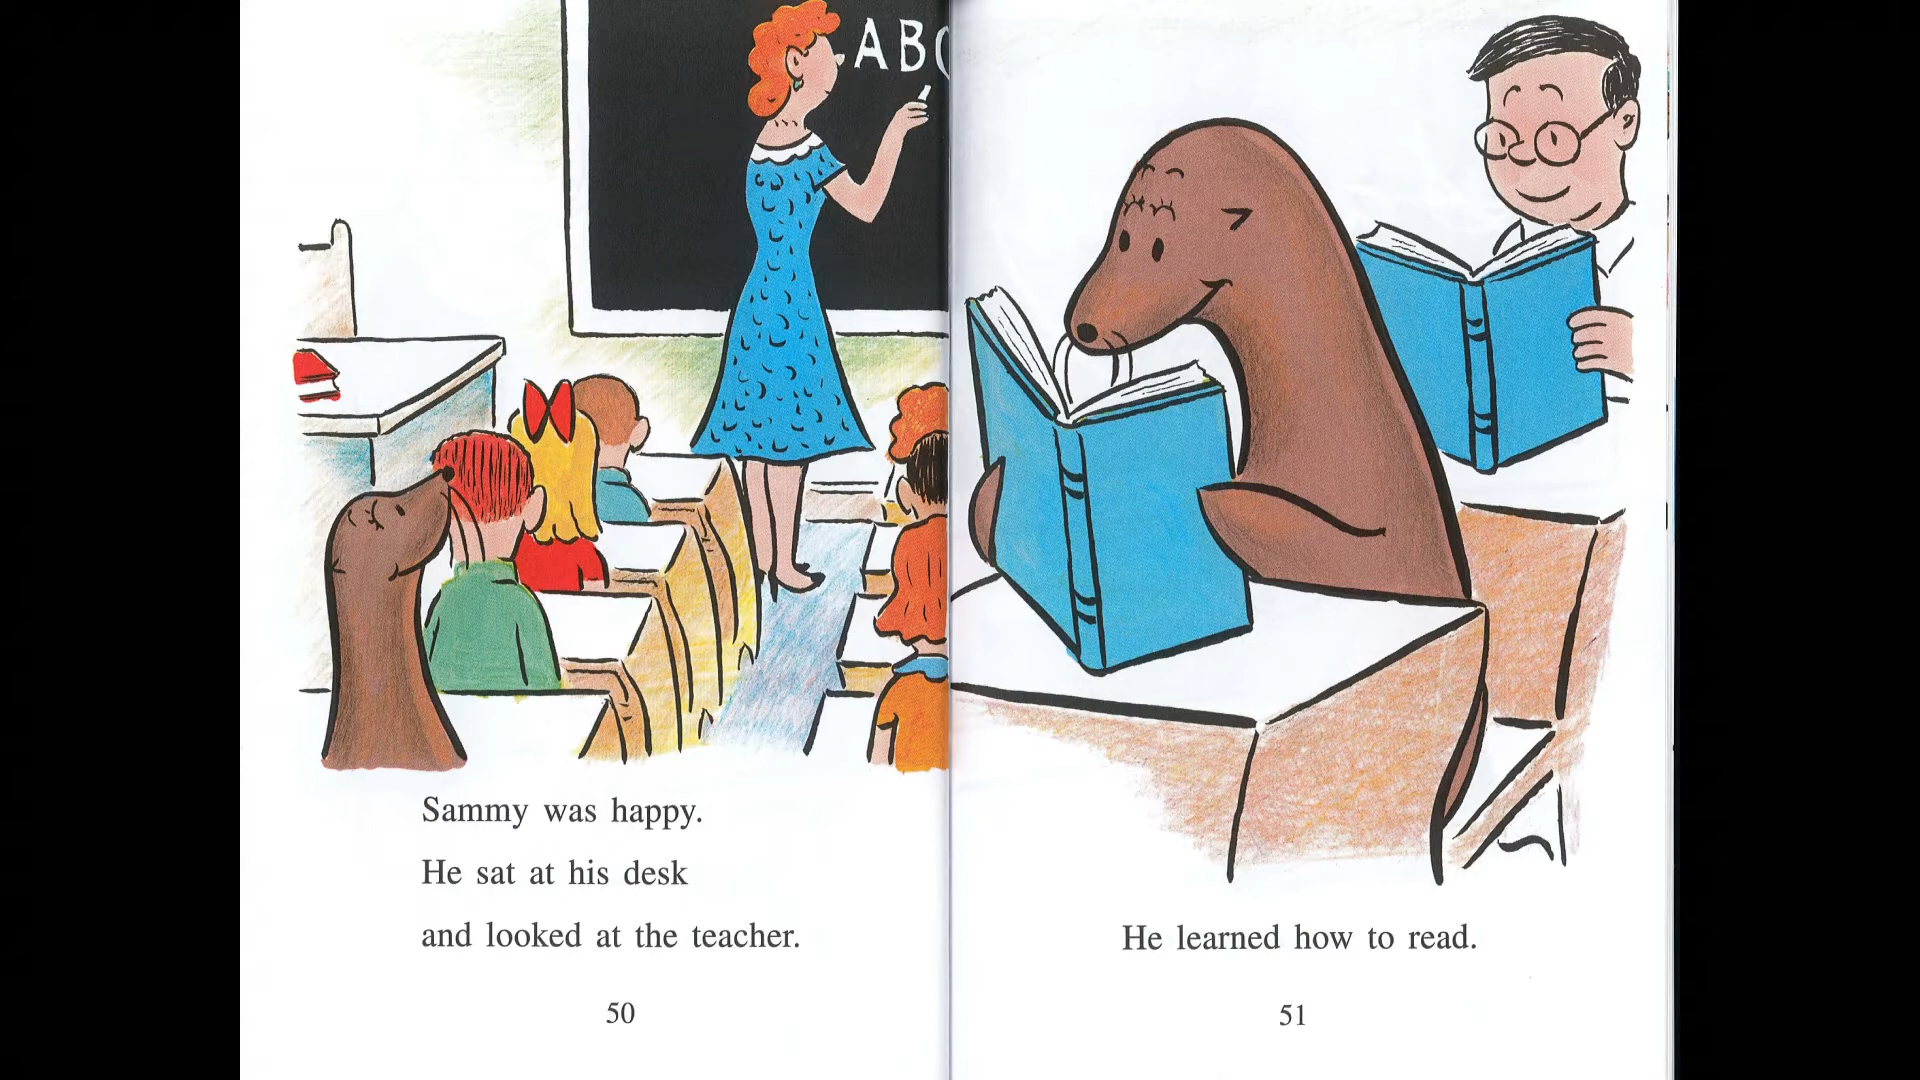 ABC
Sammy was happy.
He sat at his desk
and looked at the teacher.
50
He learned how to read.
51